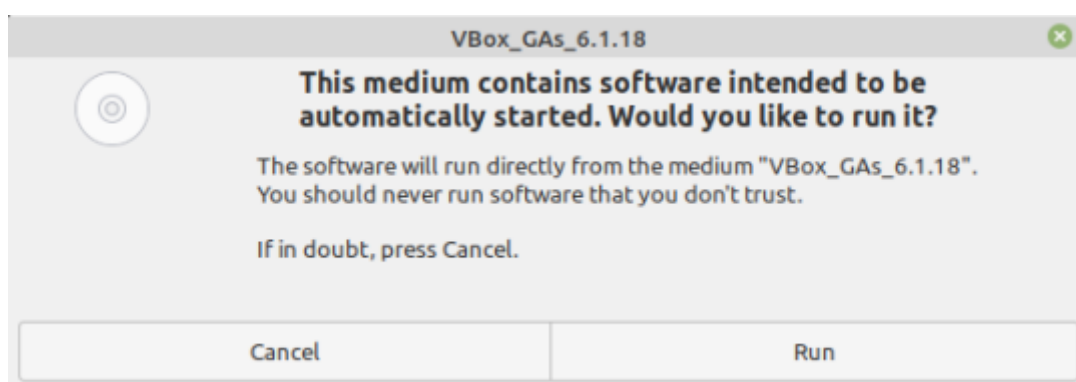 VBox_GAs_6.1.18
This medium contains software intended to be
automatically started. Would you like to run it?
The software will run directly from the medium "VBox_GAs_6.1.18".
You should never run software that you don't trust.
If in doubt, press Cancel.
Cancel
Run